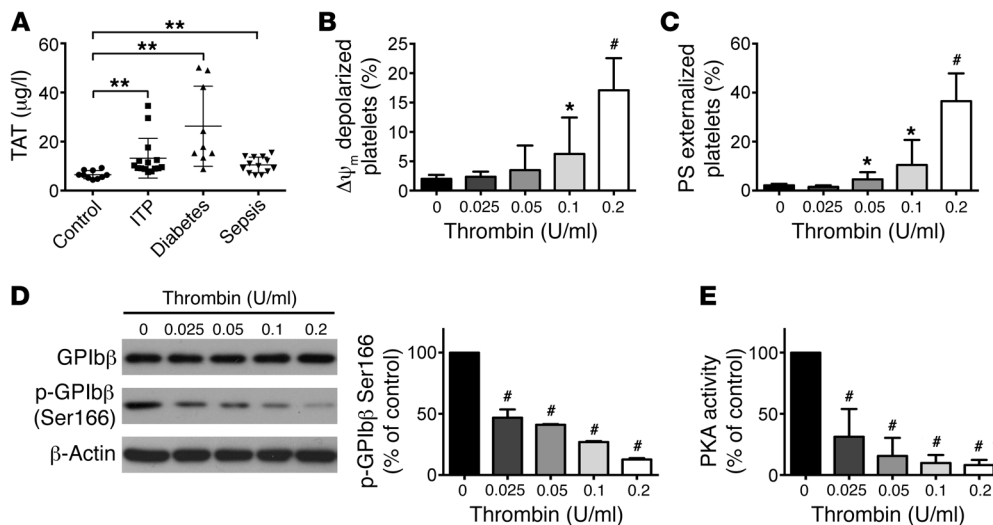 A
TAT (µg/l)
60
40
20
0
**
**
**
Control
ITP
Diabetes
Sepsis
B
Δψm depolarized
platelets (%)
25
20
15
10
5
0
*
#
0 0.025 0.05 0.1 0.2
Thrombin (U/ml)
C
PS externalized
platelets (%)
60
40
20
0
*
*
#
0 0.025 0.05 0.1 0.2
Thrombin (U/ml)
D
Thrombin (U/ml)
0 0.025 0.05 0.1 0.2
GPIbβ
p-GPIbβ
(Ser166)
β-Actin
p-GPIbβ Ser166
(% of control)
100
50
0
#
#
#
#
0 0.025 0.05 0.1 0.2
Thrombin (U/ml)
E
PKA activity
(% of control)
100
50
0
#
#
#
#
0 0.025 0.05 0.1 0.2
Thrombin (U/ml)